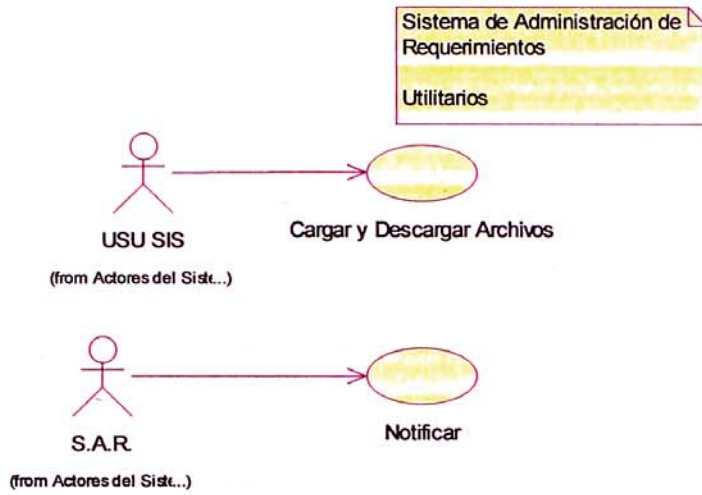 Sistema de Administración de
Requerimientos
Utilitarios
USU SIS
Cargar y Descargar Archivos
(from Actores del Siste...)
S.A.R.
Notificar
(from Actores del Siste...)